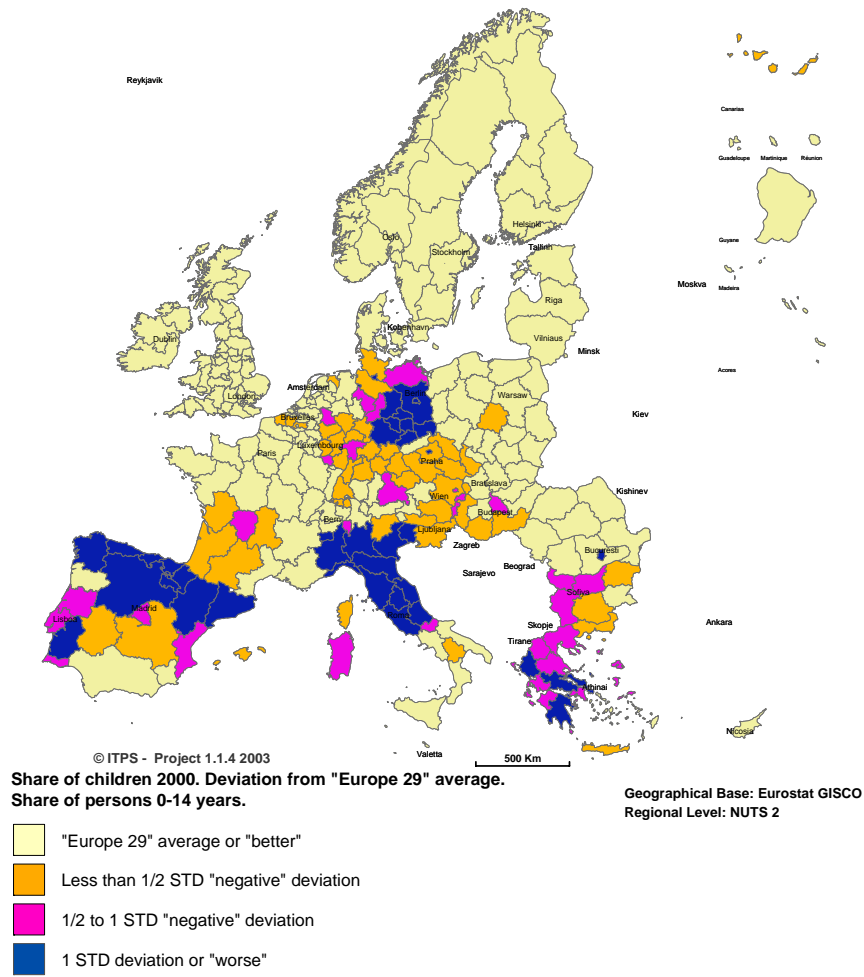 Reykjavik
Canarias
Guadeloupe Martinique Réunion
Guyane
Helsinki
Oslo
Stockholm
Tallinn
Moskva
Madeira
Riga
Dublin
Kobenhavn
Vilniaus
Minsk
Acores
Amsterdam
Berlin
London
Warsaw
Kiev
Bruxelles
Luxembourg
Paris
Praha
Bratislava
Kishinev
Wien
Bern
Budapest
Ljubljana
Zagreb
Bucuresti
Beograd
Sarajevo
Sofiya
Madrid
Lisboa
Roma
Skopje
Ankara
Tirane
Athinai
Nicosia
Valetta
500 Km
© ITPS - Project 1.1.4 2003
Share of children 2000. Deviation from "Europe 29" average.
Share of persons 0-14 years.
Geographical Base: Eurostat GISCO
Regional Level: NUTS 2
"Europe 29" average or "better"
Less than 1/2 STD "negative" deviation
1/2 to 1 STD "negative" deviation
1 STD deviation or "worse"